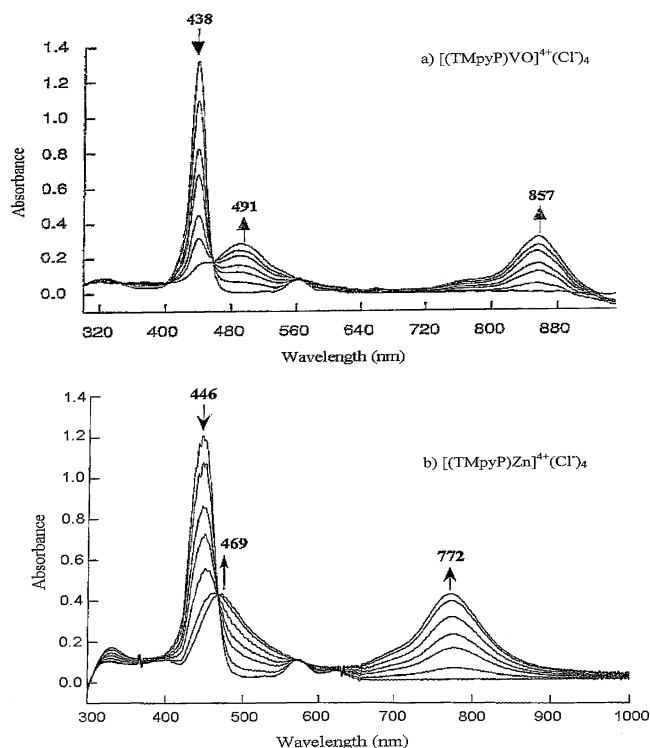 438
1.4
a) [(TMpyP)VO]⁴⁺(Cl⁻)₄
1.2
1.0
Absorbance
0.8
0.6
491
857
0.4
0.2
0.0
320 400 480 560 640 720 800 880
Wavelength (nm)
446
1.4
b) [(TMpyP)Zn]⁴⁺(Cl⁻)₄
1.2
1.0
Absorbance
0.8
469
772
0.6
0.4
0.2
0.0
300 400 500 600 700 800 900 1000
Wavelength (nm)